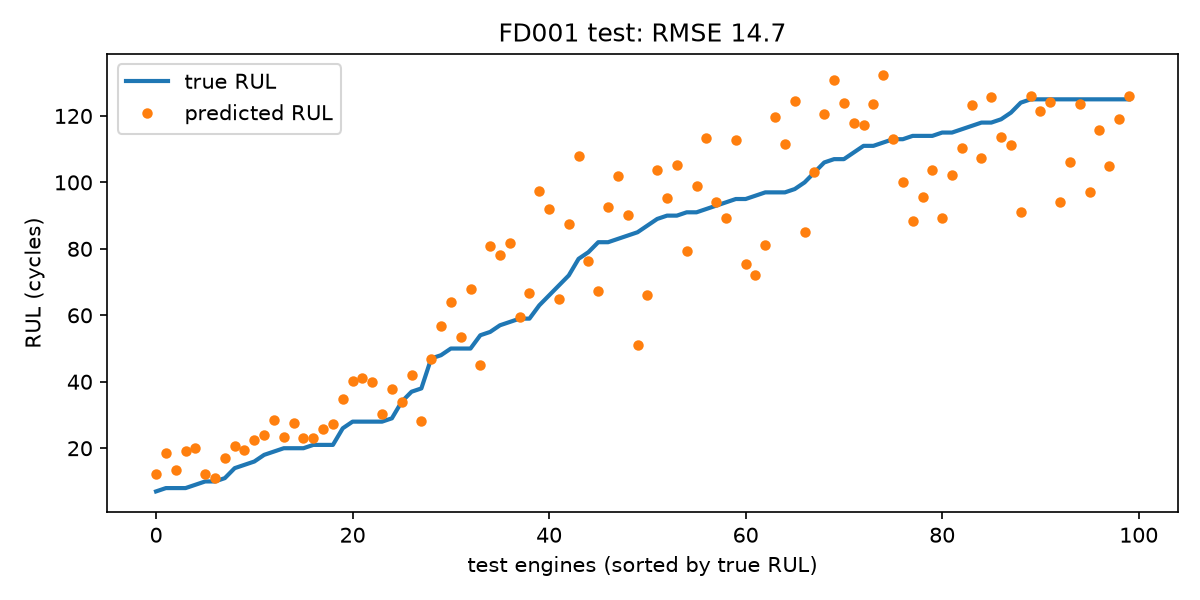 FD001 test: RMSE 14.7
true RUL
predicted RUL
RUL (cycles)
120
100
80
60
40
20
0 20 40 60 80 100
test engines (sorted by true RUL)